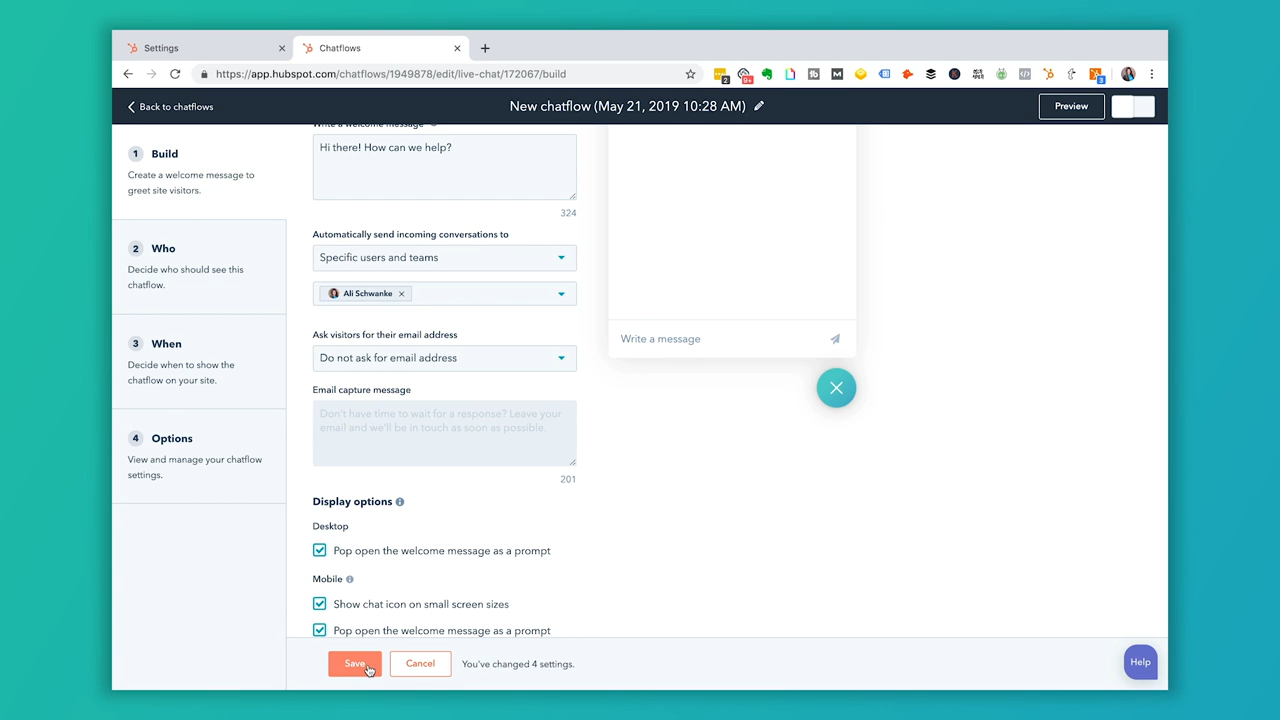 Settings
Chatflows
https://app.hubspot.com/chatflows/1949878/edit/live-chat/172067/build
2
9+
3
Back to chatflows
New chatflow (May 21, 2019 10:28 AM)
Preview
1 Build
Create a welcome message to
greet site visitors.
2 Who
Decide who should see this
chatflow.
3 When
Decide when to show the
chatflow on your site.
4 Options
View and manage your chatflow
settings.
Write a welcome message
Hi there! How can we help?
324
Automatically send incoming conversations to
Specific users and teams
Ali Schwanke
Ask visitors for their email address
Do not ask for email address
Email capture message
Don't have time to wait for a response? Leave your
email and we'll be in touch as soon as possible.
201
Display options
Desktop
Pop open the welcome message as a prompt
Mobile
Show chat icon on small screen sizes
Pop open the welcome message as a prompt
Write a message
Save
Cancel
You've changed 4 settings.
Help